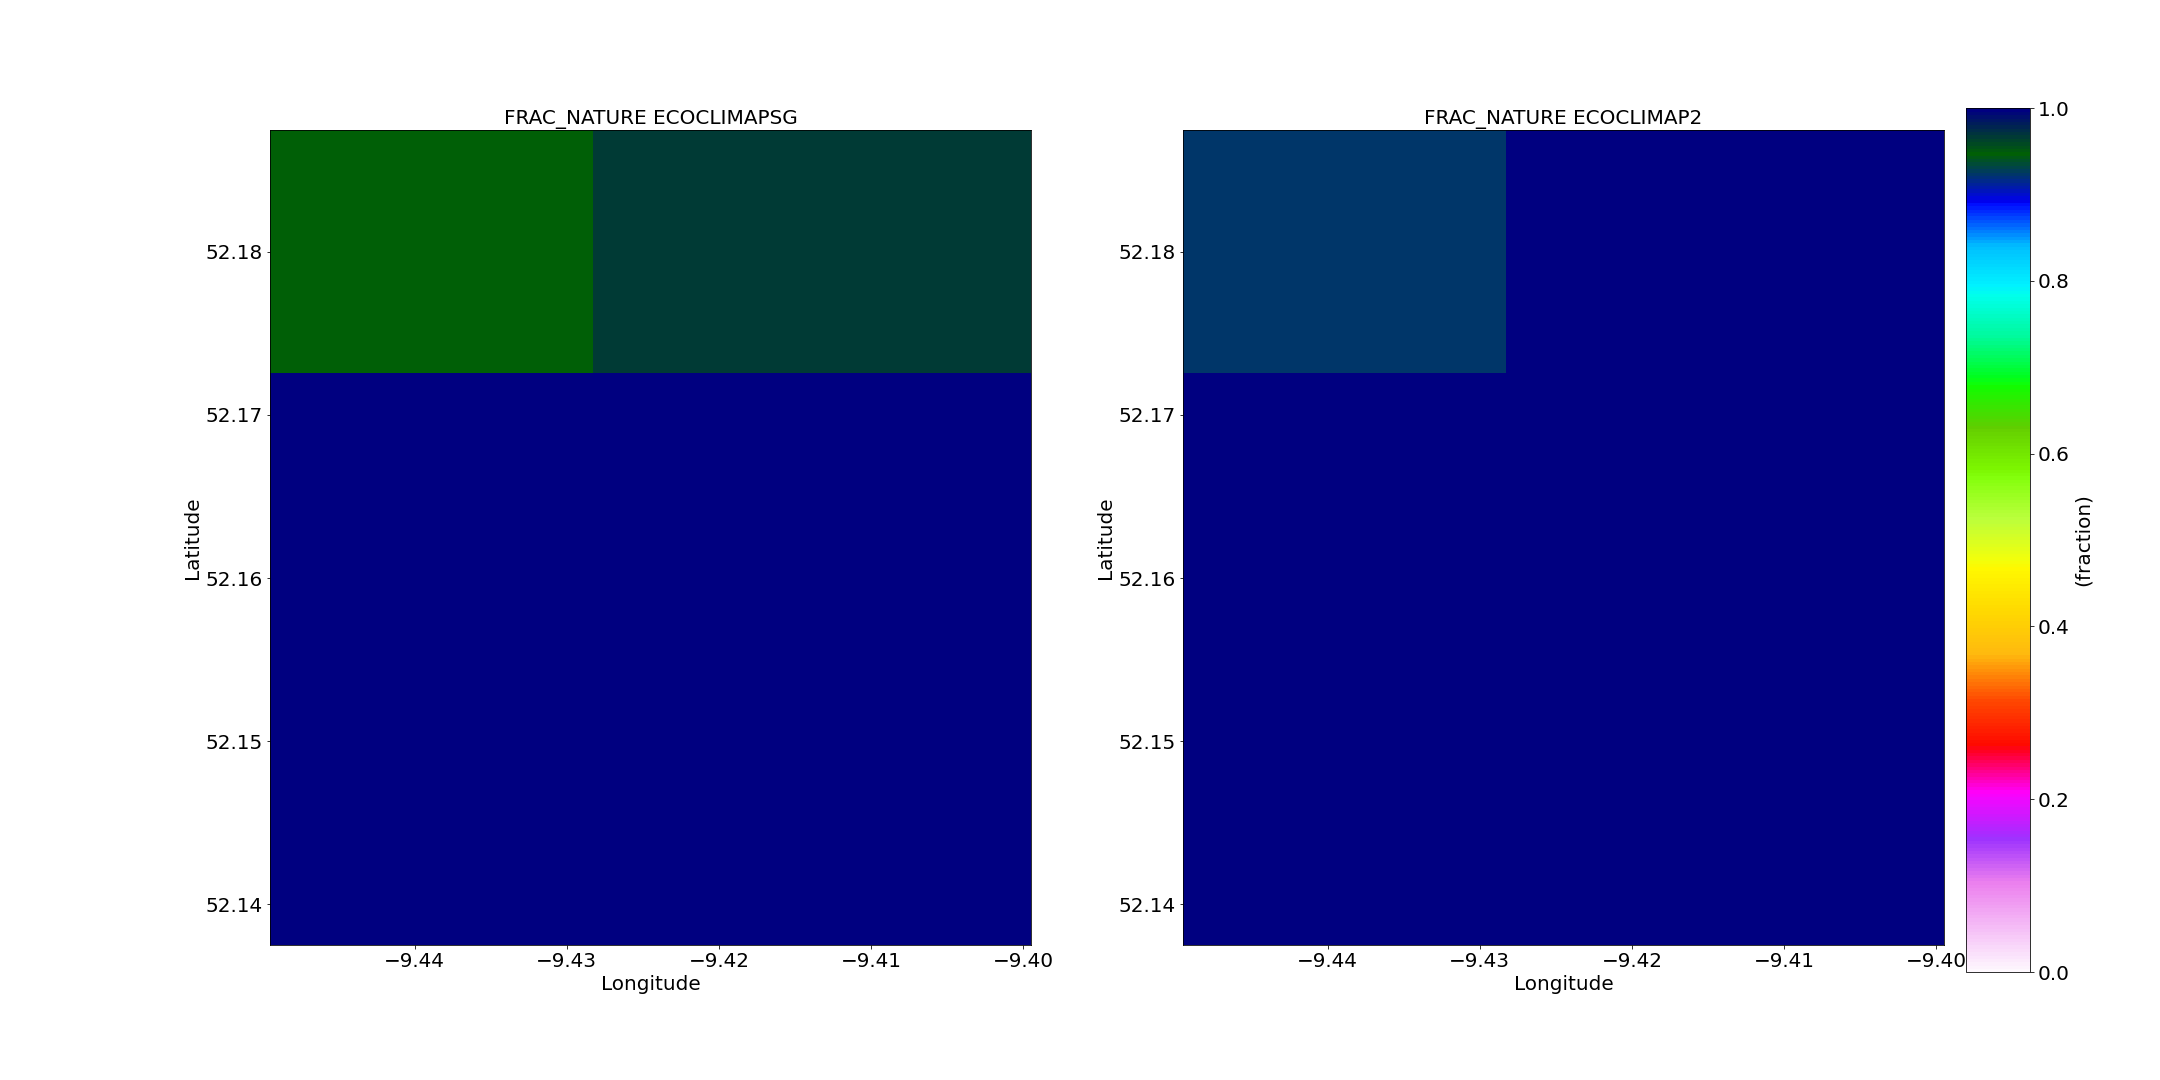 FRAC_NATURE ECOCLIMAPSG
52.18
52.17
52.16
52.15
52.14
Latitude
−9.44 −9.43 −9.42 −9.41 −9.40
Longitude
FRAC_NATURE ECOCLIMAP2
52.18
52.17
52.16
52.15
52.14
Latitude
−9.44 −9.43 −9.42 −9.41 −9.40
Longitude
1.0
0.8
0.6
0.4
0.2
0.0
(fraction)